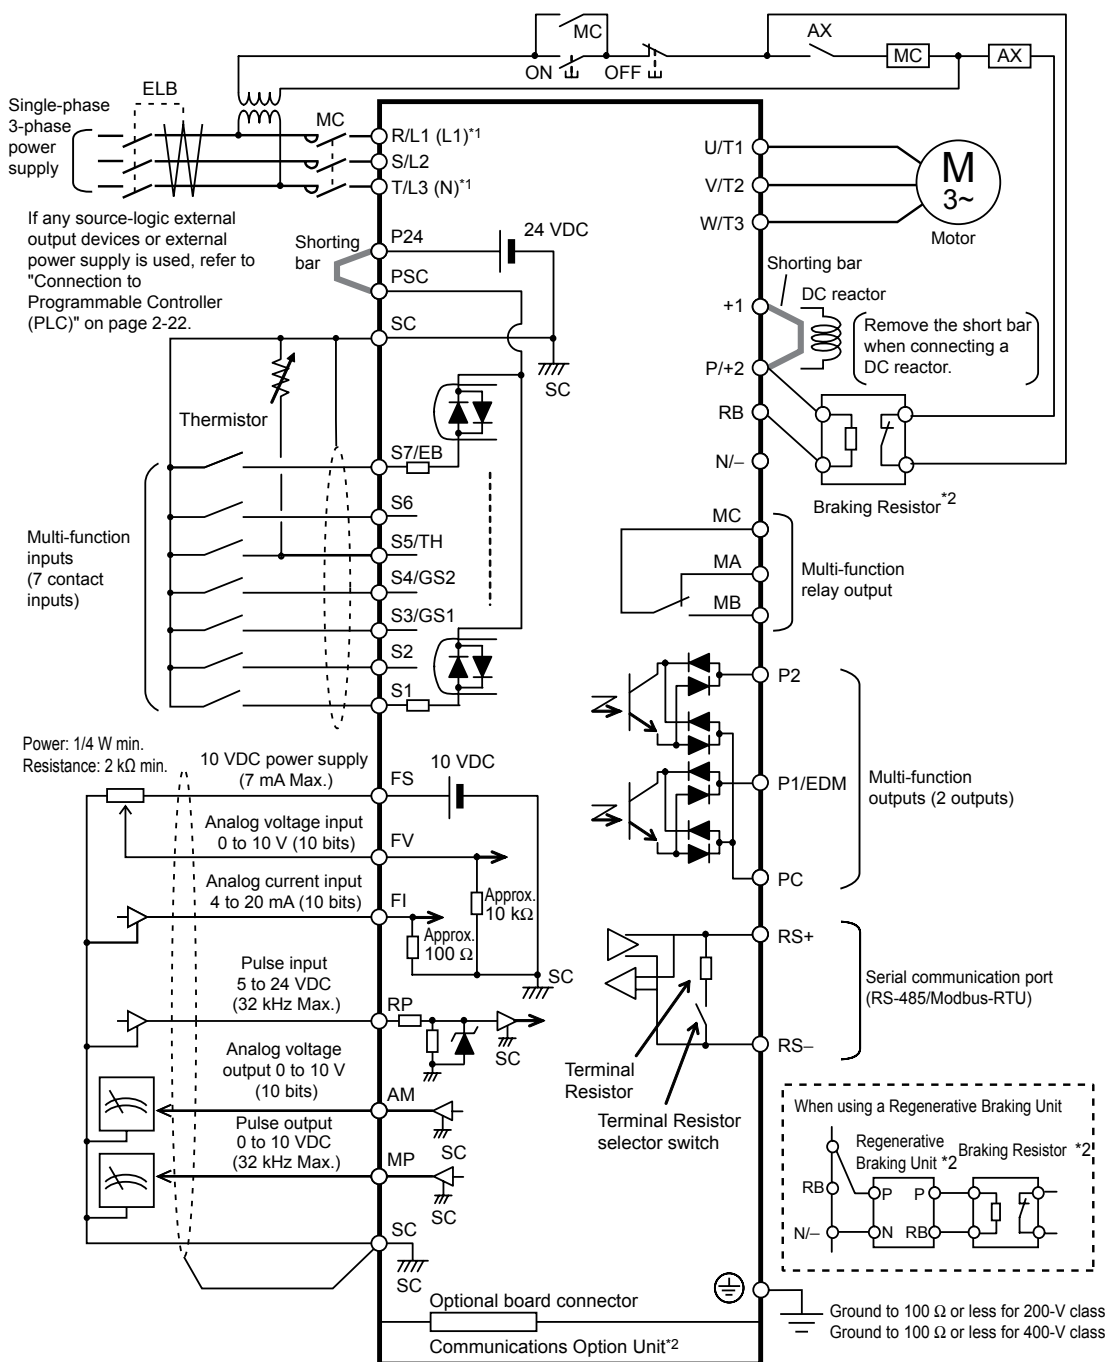 MC
AX
ON
OFF
MC
AX
ELB
Single-phase
3-phase
power
supply
MC
R/L1 (L1)*1
S/L2
T/L3 (N)*1
U/T1
V/T2
W/T3
M
3~
Motor
If any source-logic external
output devices or external
power supply is used, refer to
"Connection to
Programmable Controller
(PLC)" on page 2-22.
Shorting
bar
P24
24 VDC
PSC
SC
SC
Shorting bar
DC reactor
+1
Remove the short bar
when connecting a
DC reactor.
P/+2
RB
N/–
Braking Resistor*2
Thermistor
Multi-function
inputs
(7 contact
inputs)
S7/EB
S6
S5/TH
S4/GS2
S3/GS1
S2
S1
MC
MA
MB
Multi-function
relay output
P2
P1/EDM
PC
Multi-function
outputs (2 outputs)
Power: 1/4 W min.
Resistance: 2 kΩ min.
10 VDC power supply
(7 mA Max.)
FS
10 VDC
Analog voltage input
0 to 10 V (10 bits)
FV
Approx.
10 kΩ
Analog current input
4 to 20 mA (10 bits)
FI
Approx.
100 Ω
SC
Pulse input
5 to 24 VDC
(32 kHz Max.)
RP
SC
Analog voltage
output 0 to 10 V
(10 bits)
AM
SC
Pulse output
0 to 10 VDC
(32 kHz Max.)
MP
SC
SC
SC
RS+
RS–
Serial communication port
(RS-485/Modbus-RTU)
Terminal
Resistor
Terminal Resistor
selector switch
When using a Regenerative Braking Unit
Regenerative
Braking Unit *2
Braking Resistor *2
RB
P
P
N/–
N
RB
Optional board connector
Communications Option Unit*2
Ground to 100 Ω or less for 200-V class
Ground to 100 Ω or less for 400-V class